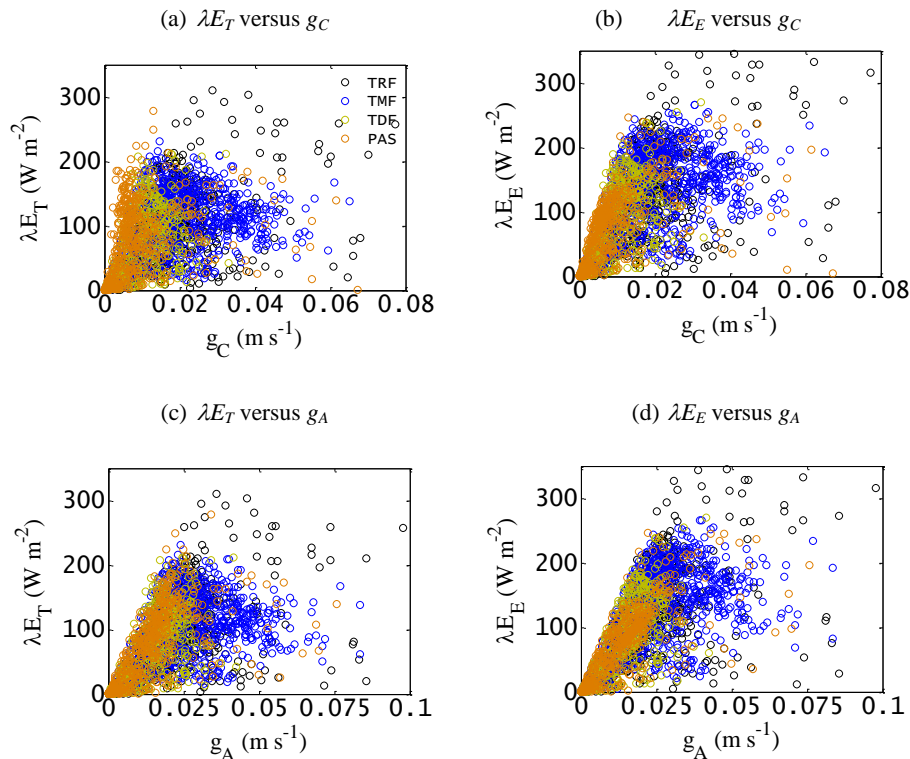 (a) λE_T versus g_C
(b) λE_E versus g_C
300
200
100
0
λE_T (W m⁻²)
TRF
TMF
TDF
PAS
0 0.02 0.04 0.06 0.08
g_C (m s⁻¹)
300
200
100
0
λE_E (W m⁻²)
0 0.02 0.04 0.06 0.08
g_C (m s⁻¹)
(c) λE_T versus g_A
(d) λE_E versus g_A
300
200
100
0
λE_T (W m⁻²)
0 0.025 0.05 0.075 0.1
g_A (m s⁻¹)
300
200
100
0
λE_E (W m⁻²)
0 0.025 0.05 0.075 0.1
g_A (m s⁻¹)